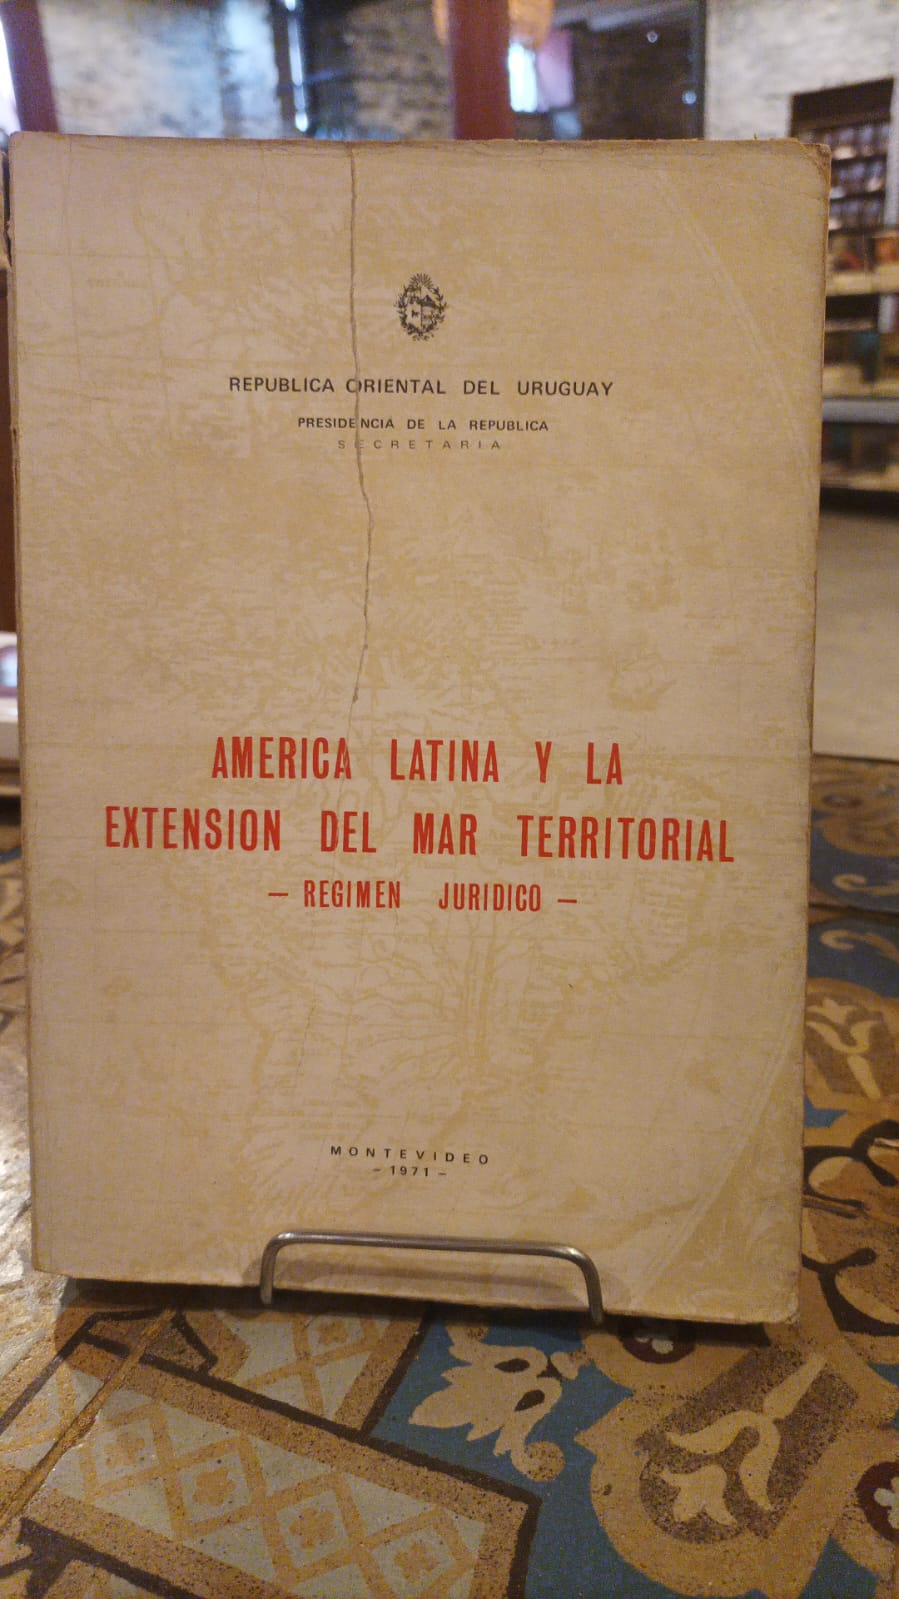 REPUBLICA ORIENTAL DEL URUGUAY
PRESIDENCIA DE LA REPUBLICA
SECRETARIA
AMERICA LATINA Y LA
EXTENSION DEL MAR TERRITORIAL
- REGIMEN JURIDICO -
MONTEVIDEO
- 1971 -